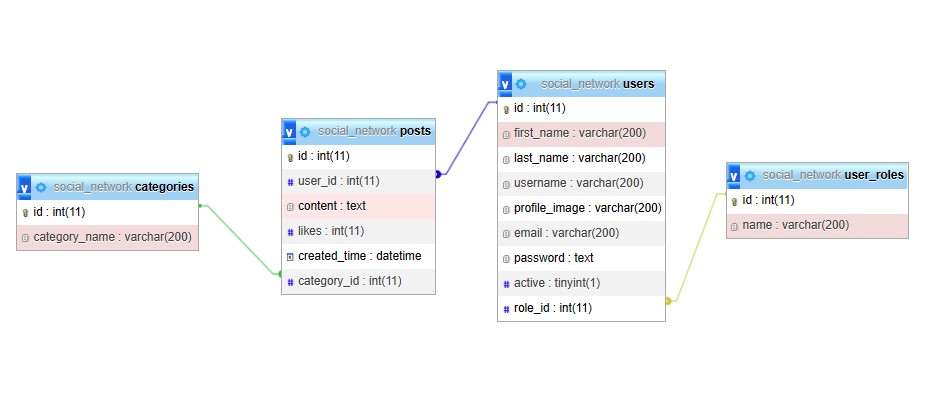 social_network categories
id : int(11)
category_name : varchar(200)
social_network posts
id : int(11)
user_id : int(11)
content : text
likes : int(11)
created_time : datetime
category_id : int(11)
social_network users
id : int(11)
first_name : varchar(200)
last_name : varchar(200)
username : varchar(200)
profile_image : varchar(200)
email : varchar(200)
password : text
active : tinyint(1)
role_id : int(11)
social_network user_roles
id : int(11)
name : varchar(200)